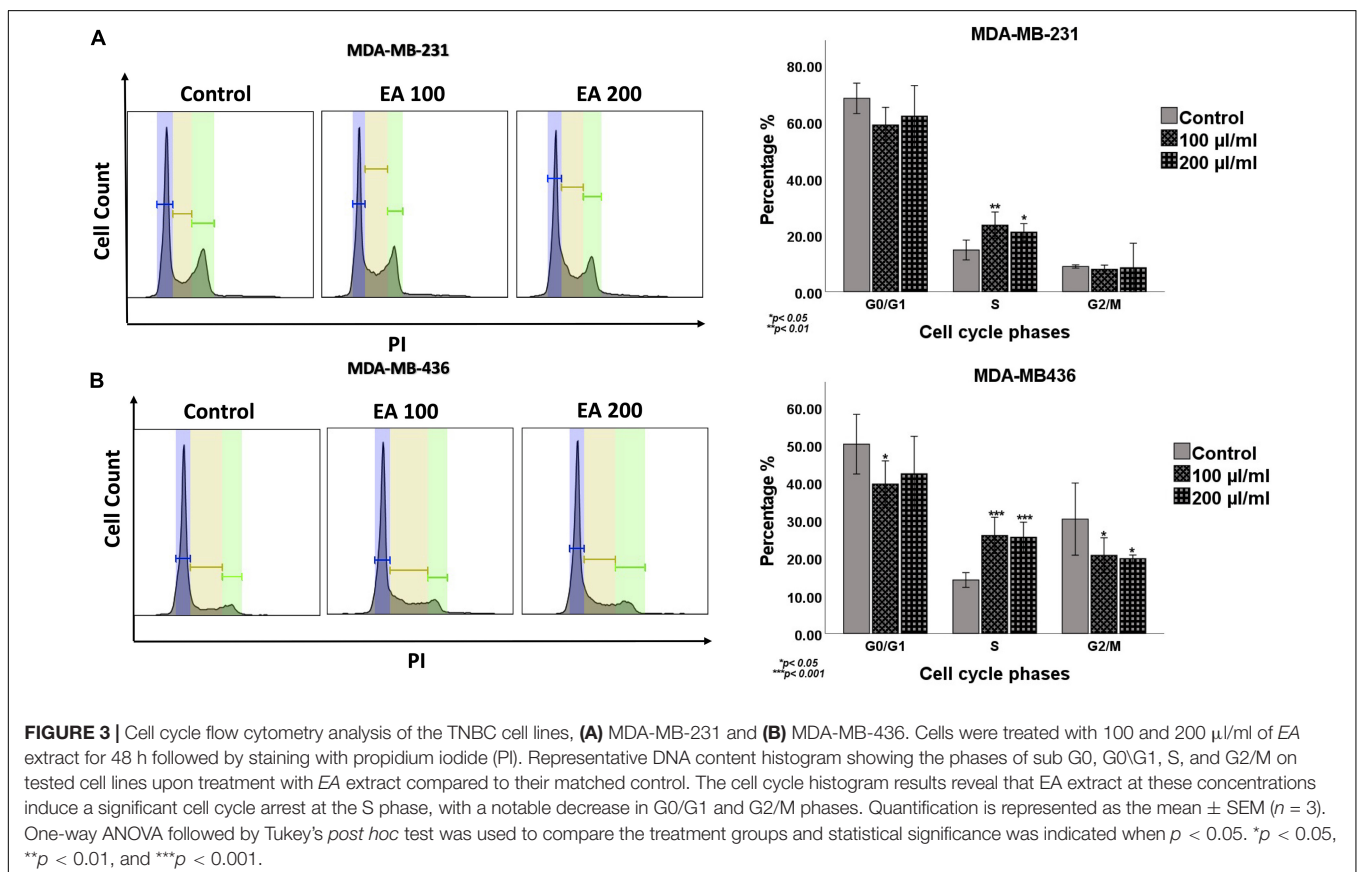 A
MDA-MB-231
Control
EA 100
EA 200
Cell Count
PI
MDA-MB-231
Percentage %
80.00
60.00
40.00
20.00
0.00
G0/G1
S
G2/M
**
*
*p< 0.05
**p< 0.01
Cell cycle phases
Control
100 µl/ml
200 µl/ml
B
MDA-MB-436
Control
EA 100
EA 200
Cell Count
PI
MDA-MB436
Percentage %
60.00
50.00
40.00
30.00
20.00
10.00
0.00
*
***
***
*
*
G0/G1
S
G2/M
*p< 0.05
***p< 0.001
Cell cycle phases
Control
100 µl/ml
200 µl/ml
FIGURE 3 | Cell cycle flow cytometry analysis of the TNBC cell lines, (A) MDA-MB-231 and (B) MDA-MB-436. Cells were treated with 100 and 200 µl/ml of EA
extract for 48 h followed by staining with propidium iodide (PI). Representative DNA content histogram showing the phases of sub G0, G0\G1, S, and G2/M on
tested cell lines upon treatment with EA extract compared to their matched control. The cell cycle histogram results reveal that EA extract at these concentrations
induce a significant cell cycle arrest at the S phase, with a notable decrease in G0/G1 and G2/M phases. Quantification is represented as the mean ± SEM (n = 3).
One-way ANOVA followed by Tukey's post hoc test was used to compare the treatment groups and statistical significance was indicated when p < 0.05. *p < 0.05,
**p < 0.01, and ***p < 0.001.